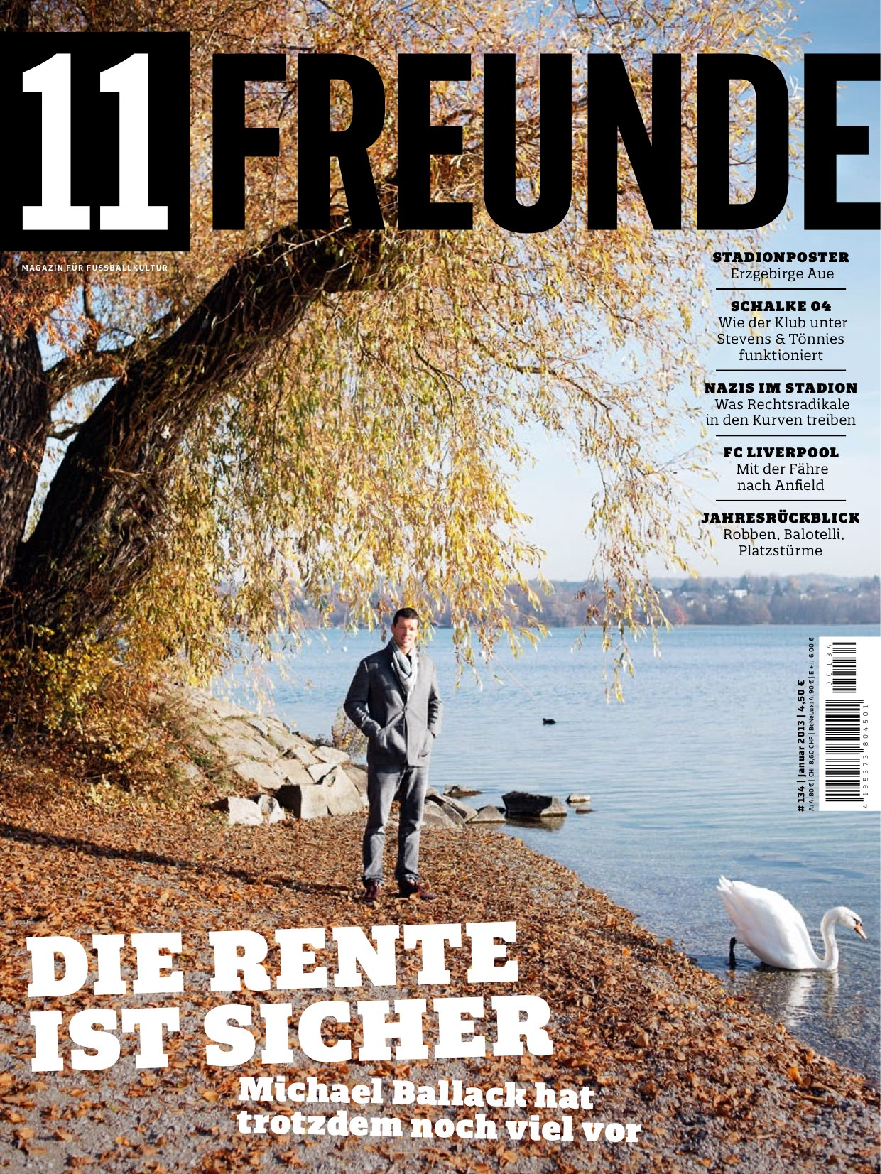 11 FREUNDE
MAGAZIN FÜR FUSSBALLKULTUR
STADIONPOSTER
Erzgebirge Aue
SCHALKE 04
Wie der Klub unter
Stevens & Tönnies
funktioniert
NAZIS IM STADION
Was Rechtsradikale
in den Kurven treiben
FC LIVERPOOL
Mit der Fähre
nach Anfield
JAHRESRÜCKBLICK
Robben, Balotelli,
Platzstürme
#134 | Januar 2013 | 4,50 €
DIE RENTE
IST SICHER
Michael Ballack hat
trotzdem noch viel vor